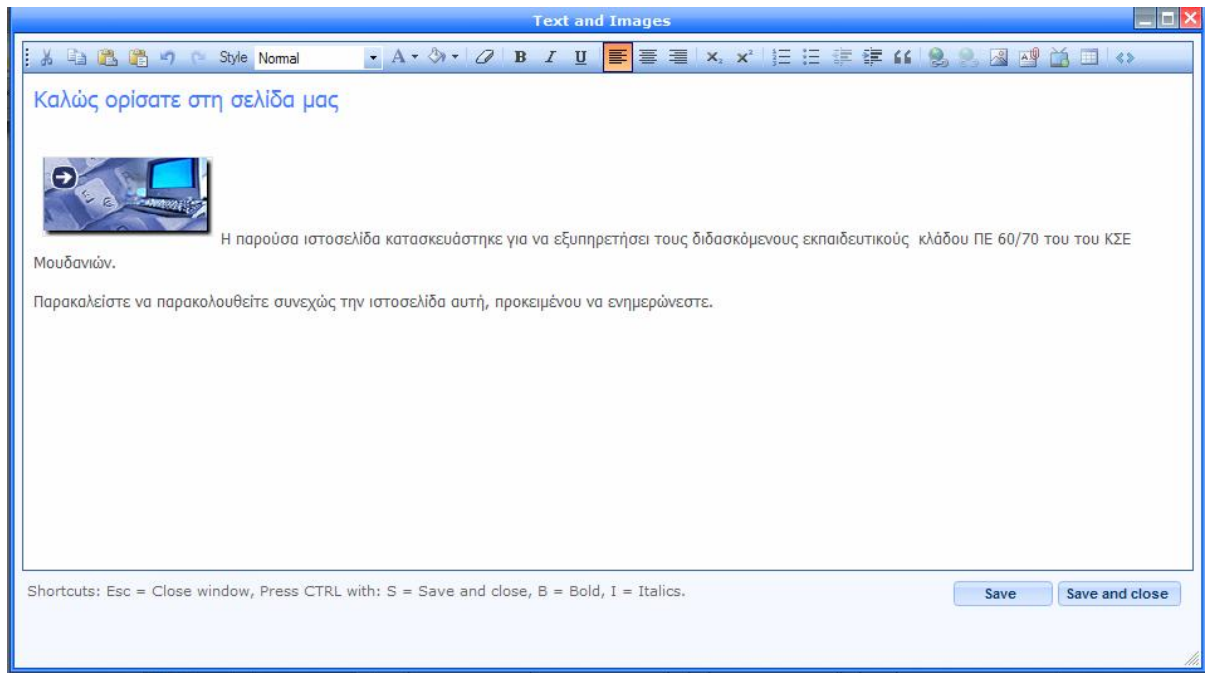 Text and Images
Style Normal A B I U x₂ x²
Καλώς ορίσατε στη σελίδα μας
Η παρούσα ιστοσελίδα κατασκευάστηκε για να εξυπηρετήσει τους διδασκόμενους εκπαιδευτικούς κλάδου ΠΕ 60/70 του του ΚΣΕ
Μουδανιών.
Παρακαλείστε να παρακολουθείτε συνεχώς την ιστοσελίδα αυτή, προκειμένου να ενημερώνεστε.
Shortcuts: Esc = Close window, Press CTRL with: S = Save and close, B = Bold, I = Italics.
Save Save and close